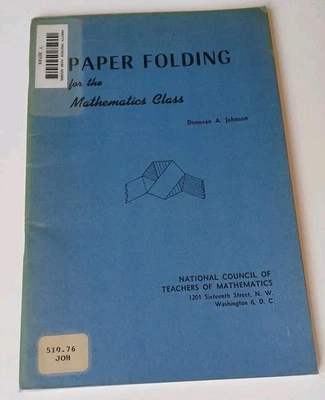 PAPER FOLDING
for the
Mathematics Class
Donovan A. Johnson
NATIONAL COUNCIL OF
TEACHERS OF MATHEMATICS
1201 Sixteenth Street, N. W.
Washington 6, D. C.
510.76
JOH